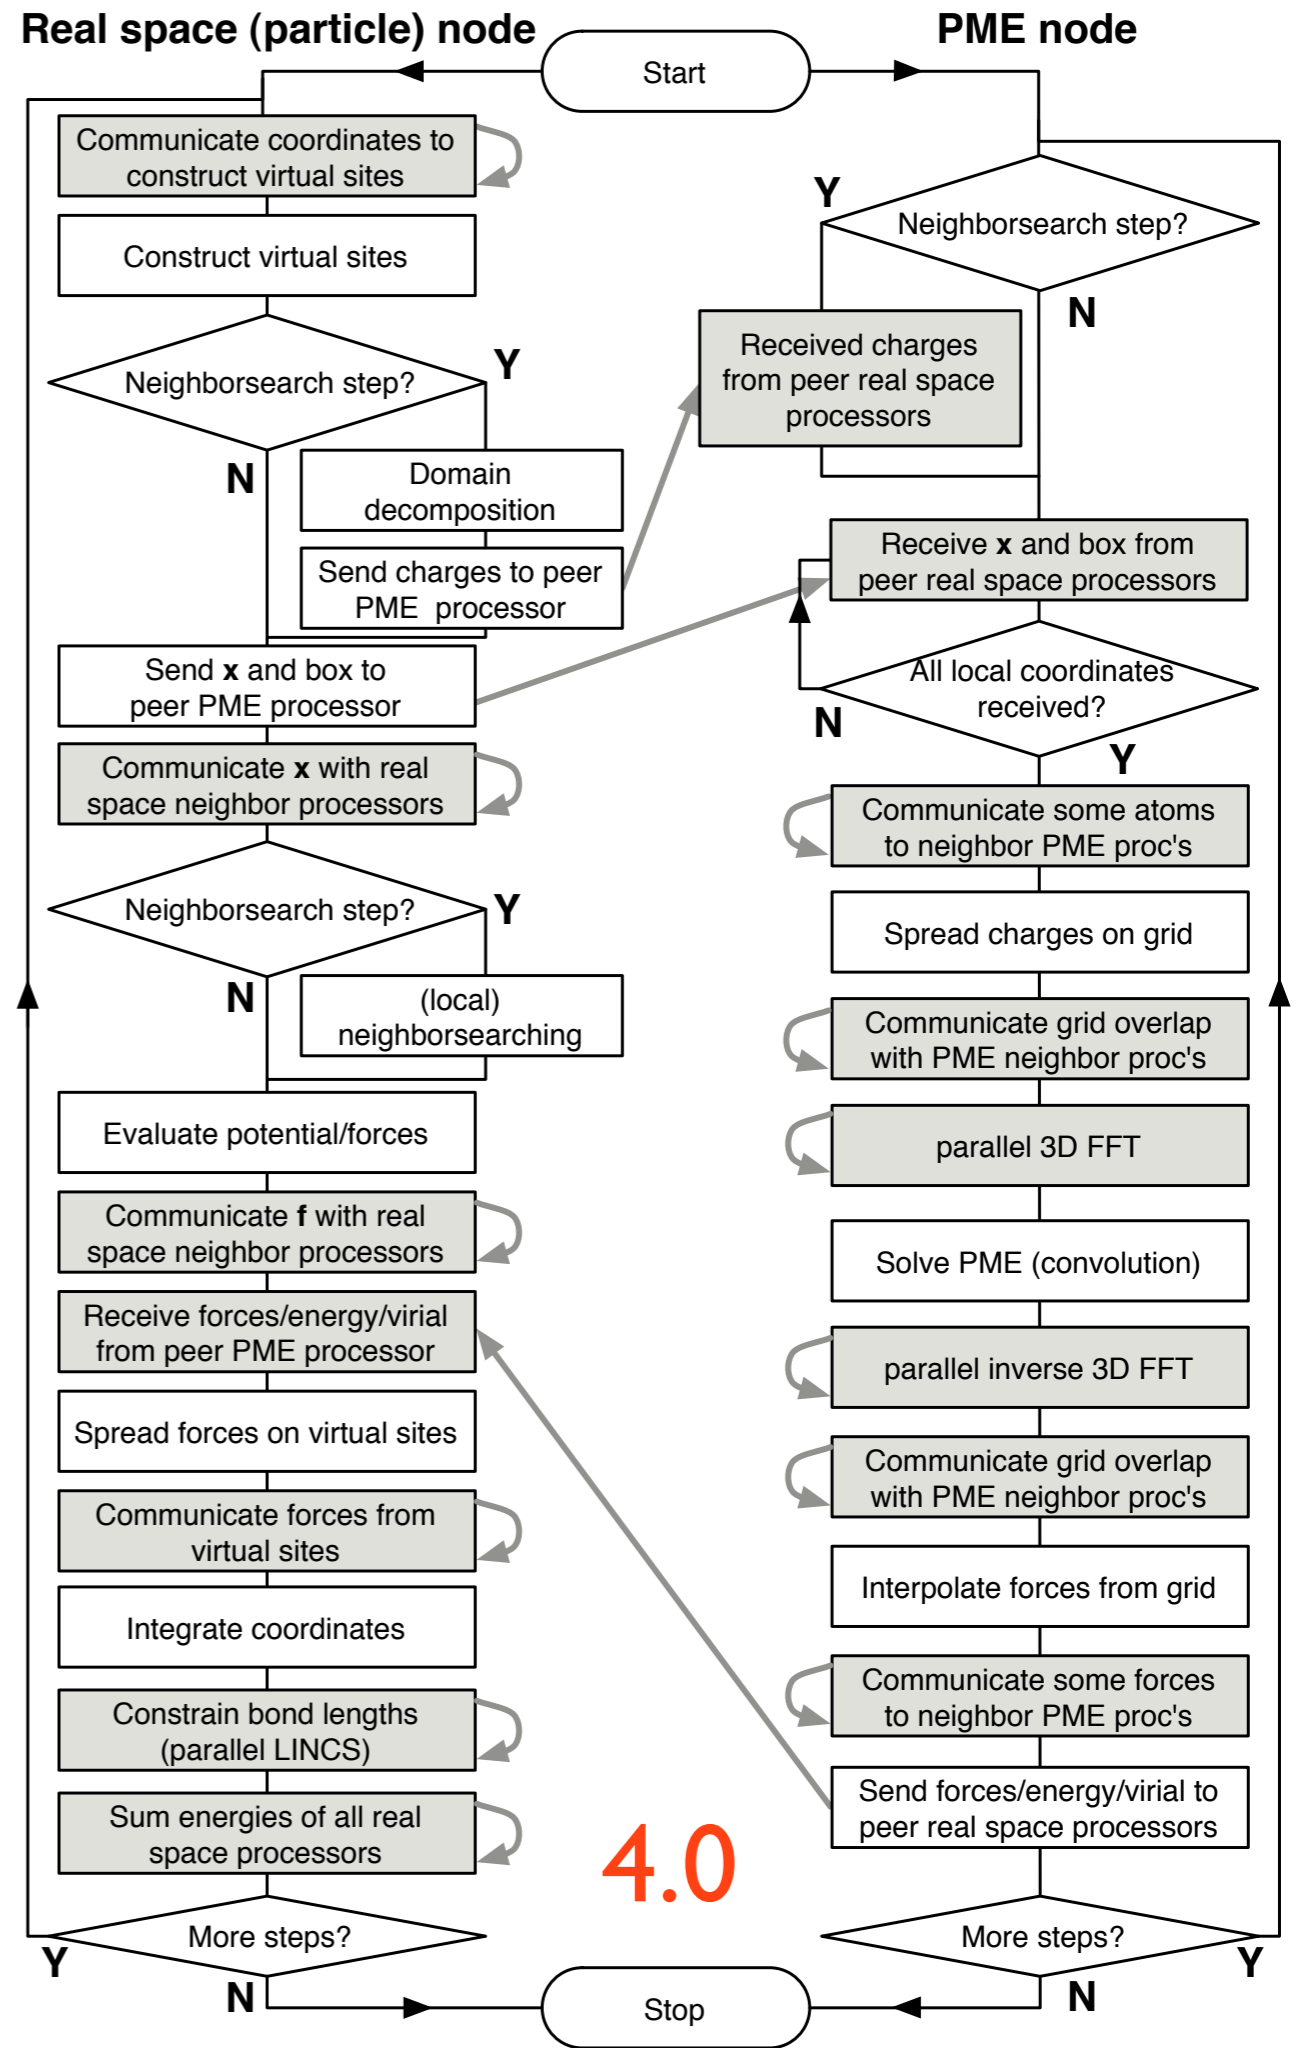 Real space (particle) node
PME node
Start
Communicate coordinates to
construct virtual sites
Construct virtual sites
Neighborsearch step?
Y
N
Domain
decomposition
Send charges to peer
PME processor
Send x and box to
peer PME processor
Communicate x with real
space neighbor processors
Neighborsearch step?
Y
N
(local)
neighborsearching
Evaluate potential/forces
Communicate f with real
space neighbor processors
Receive forces/energy/virial
from peer PME processor
Spread forces on virtual sites
Communicate forces from
virtual sites
Integrate coordinates
Constrain bond lengths
(parallel LINCS)
Sum energies of all real
space processors
More steps?
Y
N
Y
Neighborsearch step?
N
Received charges
from peer real space
processors
Receive x and box from
peer real space processors
All local coordinates
received?
N
Y
Communicate some atoms
to neighbor PME proc's
Spread charges on grid
Communicate grid overlap
with PME neighbor proc's
parallel 3D FFT
Solve PME (convolution)
parallel inverse 3D FFT
Communicate grid overlap
with PME neighbor proc's
Interpolate forces from grid
Communicate some forces
to neighbor PME proc's
Send forces/energy/virial to
peer real space processors
4.0
More steps?
Y
N
Stop